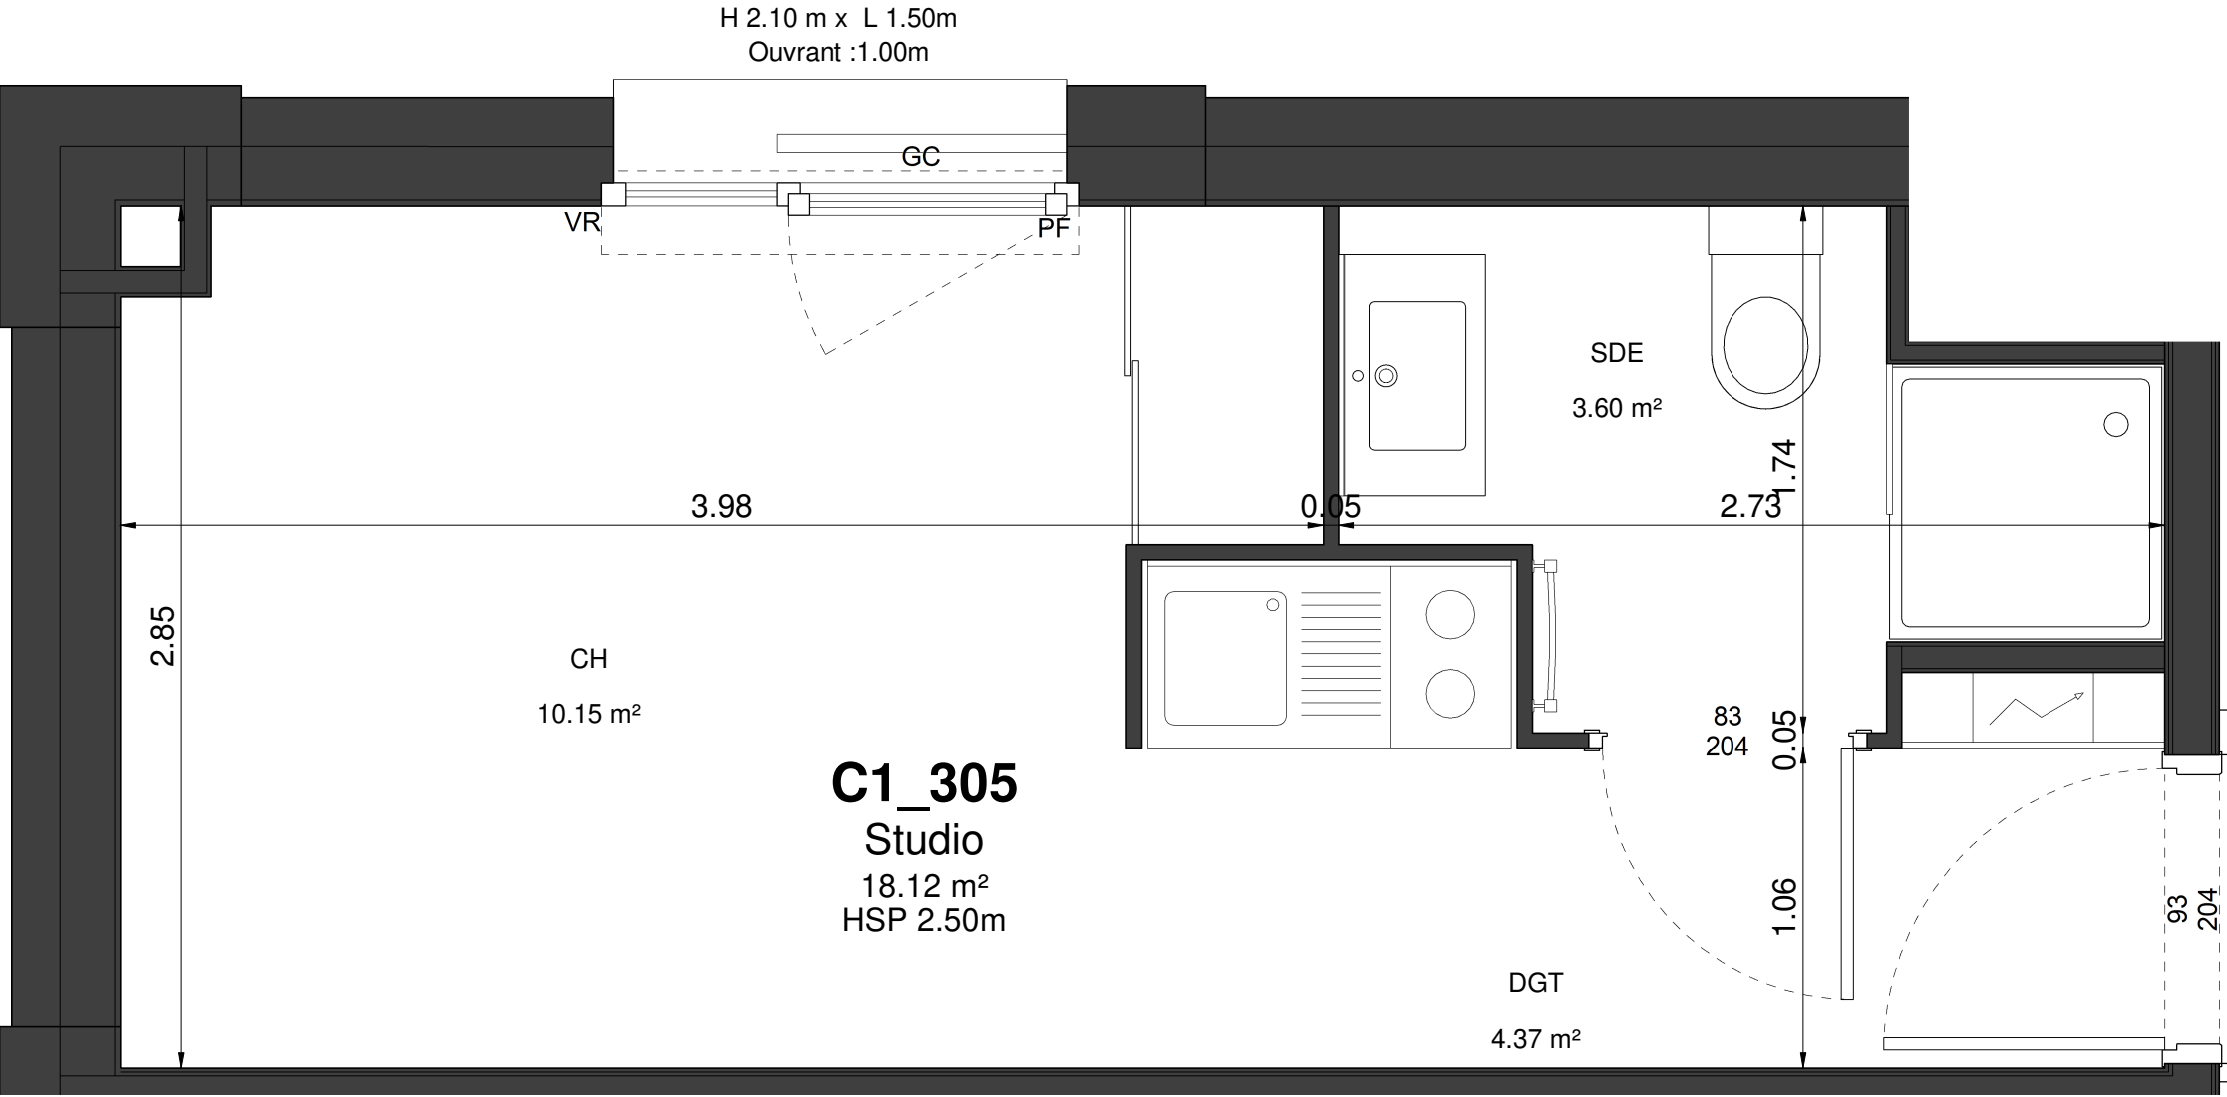 H 2.10 m x L 1.50m
Ouvrant :1.00m
GC
VR
PF
SDE
3.60 m²
1.74
3.98
0.05
2.73
2.85
CH
10.15 m²
83
204
0.05
C1_305
Studio
18.12 m²
HSP 2.50m
1.06
93
204
DGT
4.37 m²